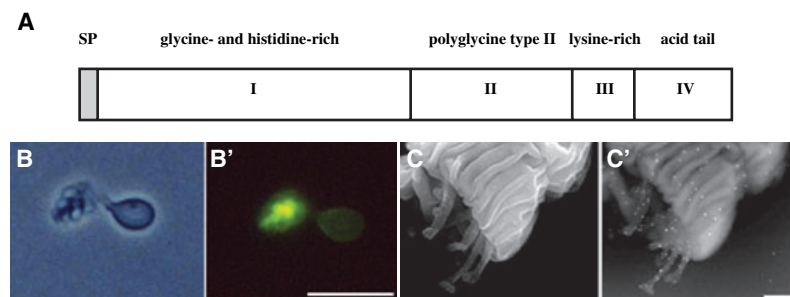 A
SP glycine- and histidine-rich polyglycine type II lysine-rich acid tail
I II III IV
B B' C C'